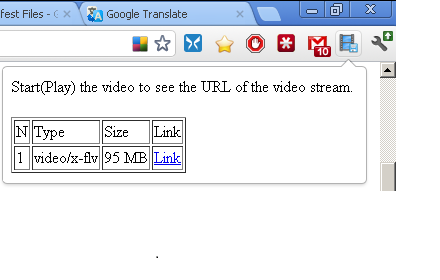 fest Files - G
Google Translate
10
Start(Play) the video to see the URL of the video stream.
N Type Size Link
1 video/x-flv 95 MB Link